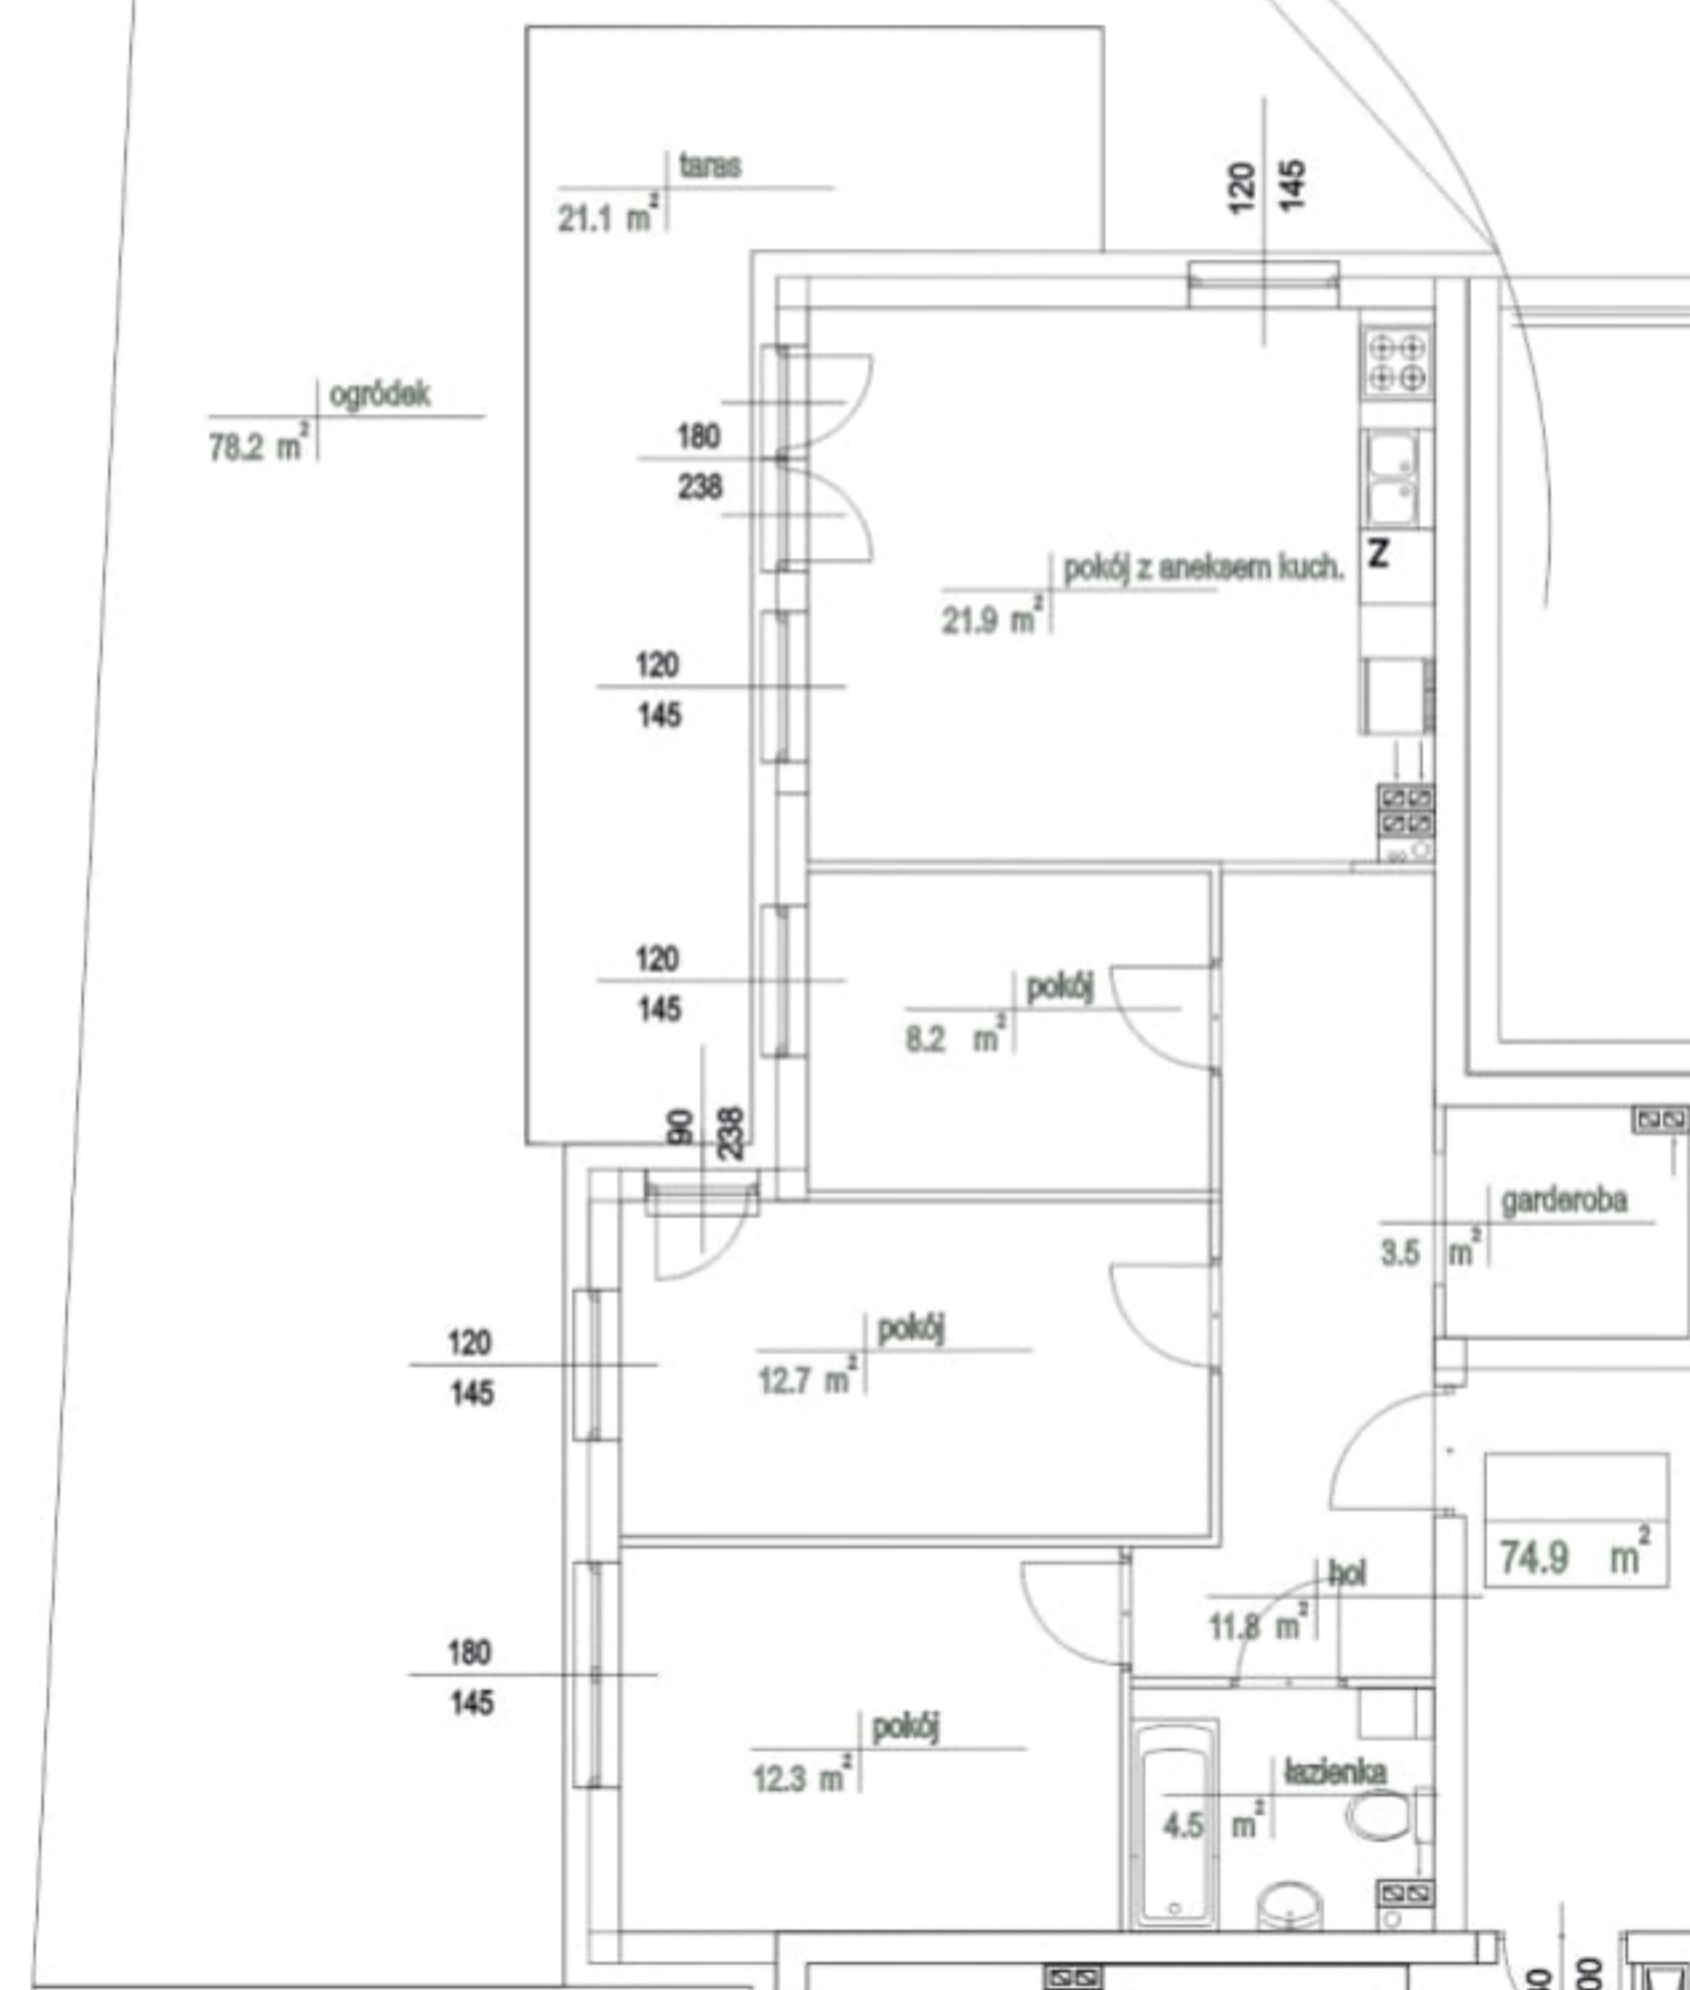 taras
21.1 m²
120
145
ogródek
78.2 m²
180
238
pokój z aneksem kuch.
21.9 m²
Z
120
145
120
145
pokój
8.2 m²
90
238
garderoba
3.5 m²
120
145
pokój
12.7 m²
74.9 m²
hol
11.8 m²
180
145
pokój
12.3 m²
łazienka
4.5 m²